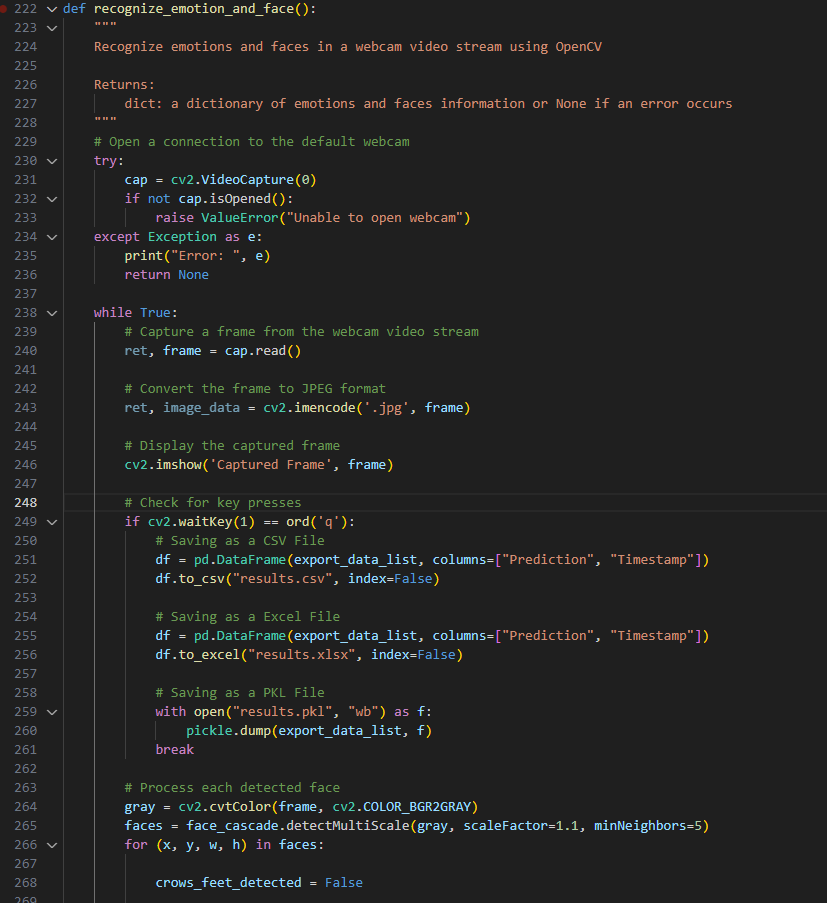 222 def recognize_emotion_and_face():
223     """
224     Recognize emotions and faces in a webcam video stream using OpenCV
225
226     Returns:
227         dict: a dictionary of emotions and faces information or None if an error occurs
228     """
229     # Open a connection to the default webcam
230     try:
231         cap = cv2.VideoCapture(0)
232         if not cap.isOpened():
233             raise ValueError("Unable to open webcam")
234     except Exception as e:
235         print("Error: ", e)
236         return None
237
238     while True:
239         # Capture a frame from the webcam video stream
240         ret, frame = cap.read()
241
242         # Convert the frame to JPEG format
243         ret, image_data = cv2.imencode('.jpg', frame)
244
245         # Display the captured frame
246         cv2.imshow('Captured Frame', frame)
247
248         # Check for key presses
249         if cv2.waitKey(1) == ord('q'):
250             # Saving as a CSV File
251             df = pd.DataFrame(export_data_list, columns=["Prediction", "Timestamp"])
252             df.to_csv("results.csv", index=False)
253
254             # Saving as a Excel File
255             df = pd.DataFrame(export_data_list, columns=["Prediction", "Timestamp"])
256             df.to_excel("results.xlsx", index=False)
257
258             # Saving as a PKL File
259             with open("results.pkl", "wb") as f:
260                 pickle.dump(export_data_list, f)
261             break
262
263         # Process each detected face
264         gray = cv2.cvtColor(frame, cv2.COLOR_BGR2GRAY)
265         faces = face_cascade.detectMultiScale(gray, scaleFactor=1.1, minNeighbors=5)
266         for (x, y, w, h) in faces:
267
268             crows_feet_detected = False
269